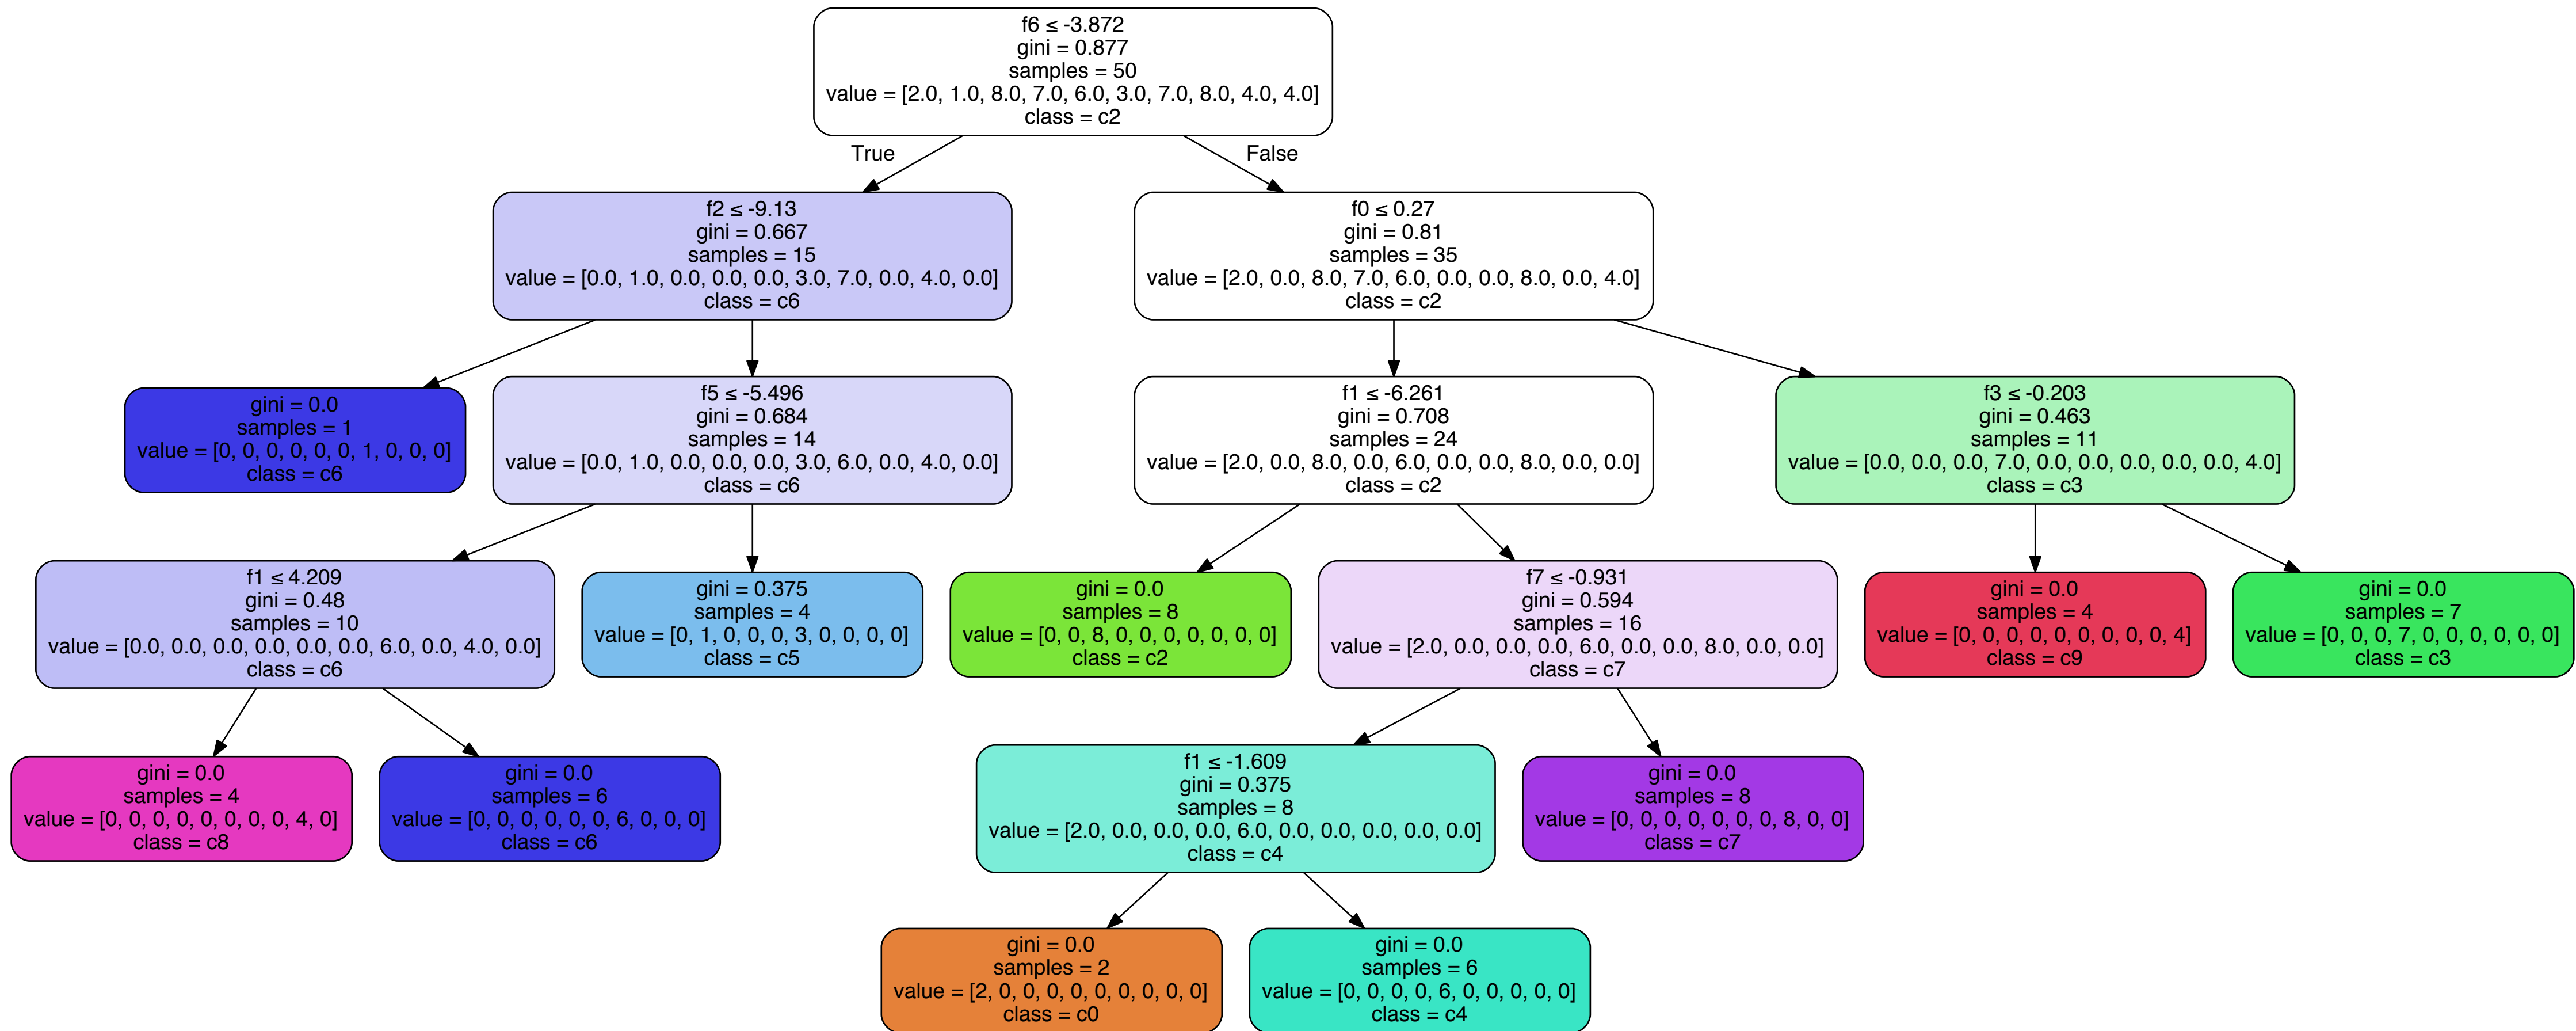 f6 ≤ -3.872
gini = 0.877
samples = 50
value = [2.0, 1.0, 8.0, 7.0, 6.0, 3.0, 7.0, 8.0, 4.0, 4.0]
class = c2
True
False
f2 ≤ -9.13
gini = 0.667
samples = 15
value = [0.0, 1.0, 0.0, 0.0, 0.0, 3.0, 7.0, 0.0, 4.0, 0.0]
class = c6
f0 ≤ 0.27
gini = 0.81
samples = 35
value = [2.0, 0.0, 8.0, 7.0, 6.0, 0.0, 0.0, 8.0, 0.0, 4.0]
class = c2
gini = 0.0
samples = 1
value = [0, 0, 0, 0, 0, 0, 1, 0, 0, 0]
class = c6
f5 ≤ -5.496
gini = 0.684
samples = 14
value = [0.0, 1.0, 0.0, 0.0, 0.0, 3.0, 6.0, 0.0, 4.0, 0.0]
class = c6
f1 ≤ -6.261
gini = 0.708
samples = 24
value = [2.0, 0.0, 8.0, 0.0, 6.0, 0.0, 0.0, 8.0, 0.0, 0.0]
class = c2
f3 ≤ -0.203
gini = 0.463
samples = 11
value = [0.0, 0.0, 0.0, 7.0, 0.0, 0.0, 0.0, 0.0, 0.0, 4.0]
class = c3
f1 ≤ 4.209
gini = 0.48
samples = 10
value = [0.0, 0.0, 0.0, 0.0, 0.0, 0.0, 6.0, 0.0, 4.0, 0.0]
class = c6
gini = 0.375
samples = 4
value = [0, 1, 0, 0, 0, 3, 0, 0, 0, 0]
class = c5
gini = 0.0
samples = 8
value = [0, 0, 8, 0, 0, 0, 0, 0, 0, 0]
class = c2
f7 ≤ -0.931
gini = 0.594
samples = 16
value = [2.0, 0.0, 0.0, 0.0, 6.0, 0.0, 0.0, 8.0, 0.0, 0.0]
class = c7
gini = 0.0
samples = 4
value = [0, 0, 0, 0, 0, 0, 0, 0, 0, 4]
class = c9
gini = 0.0
samples = 7
value = [0, 0, 0, 7, 0, 0, 0, 0, 0, 0]
class = c3
gini = 0.0
samples = 4
value = [0, 0, 0, 0, 0, 0, 0, 0, 4, 0]
class = c8
gini = 0.0
samples = 6
value = [0, 0, 0, 0, 0, 0, 6, 0, 0, 0]
class = c6
f1 ≤ -1.609
gini = 0.375
samples = 8
value = [2.0, 0.0, 0.0, 0.0, 6.0, 0.0, 0.0, 0.0, 0.0, 0.0]
class = c4
gini = 0.0
samples = 8
value = [0, 0, 0, 0, 0, 0, 0, 8, 0, 0]
class = c7
gini = 0.0
samples = 2
value = [2, 0, 0, 0, 0, 0, 0, 0, 0, 0]
class = c0
gini = 0.0
samples = 6
value = [0, 0, 0, 0, 6, 0, 0, 0, 0, 0]
class = c4